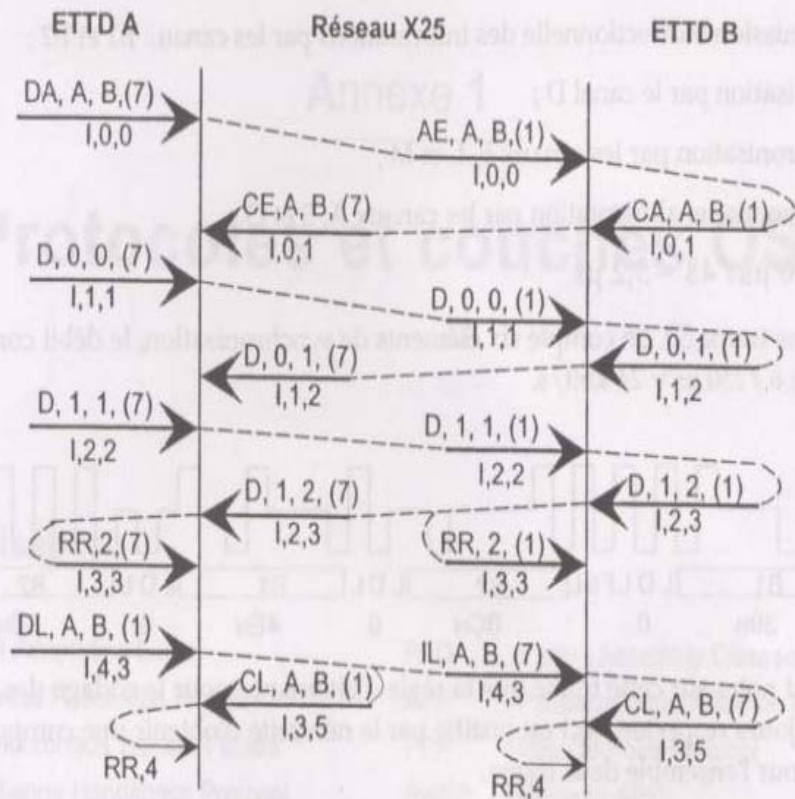 ETTD A Réseau X25 ETTD B
DA, A, B,(7)
I,0,0
AE, A, B,(1)
I,0,0
CE,A, B, (7)
I,0,1
CA, A, B, (1)
I,0,1
D, 0,0, (7)
I,1,1
D, 0, 0, (1)
I,1,1
D, 0, 1, (7)
I,1,2
D, 0, 1, (1)
I,1,2
D, 1, 1, (7)
I,2,2
D, 1, 1, (1)
I,2,2
D, 1, 2, (7)
I,2,3
D, 1, 2, (1)
I,2,3
RR,2,(7)
I,3,3
RR, 2, (1)
I,3,3
DL, A, B, (1)
I,4,3
IL, A, B, (7)
I,4,3
CL, A, B,(1)
I,3,5
CL, A, B, (7)
I,3,5
RR,4
RR,4